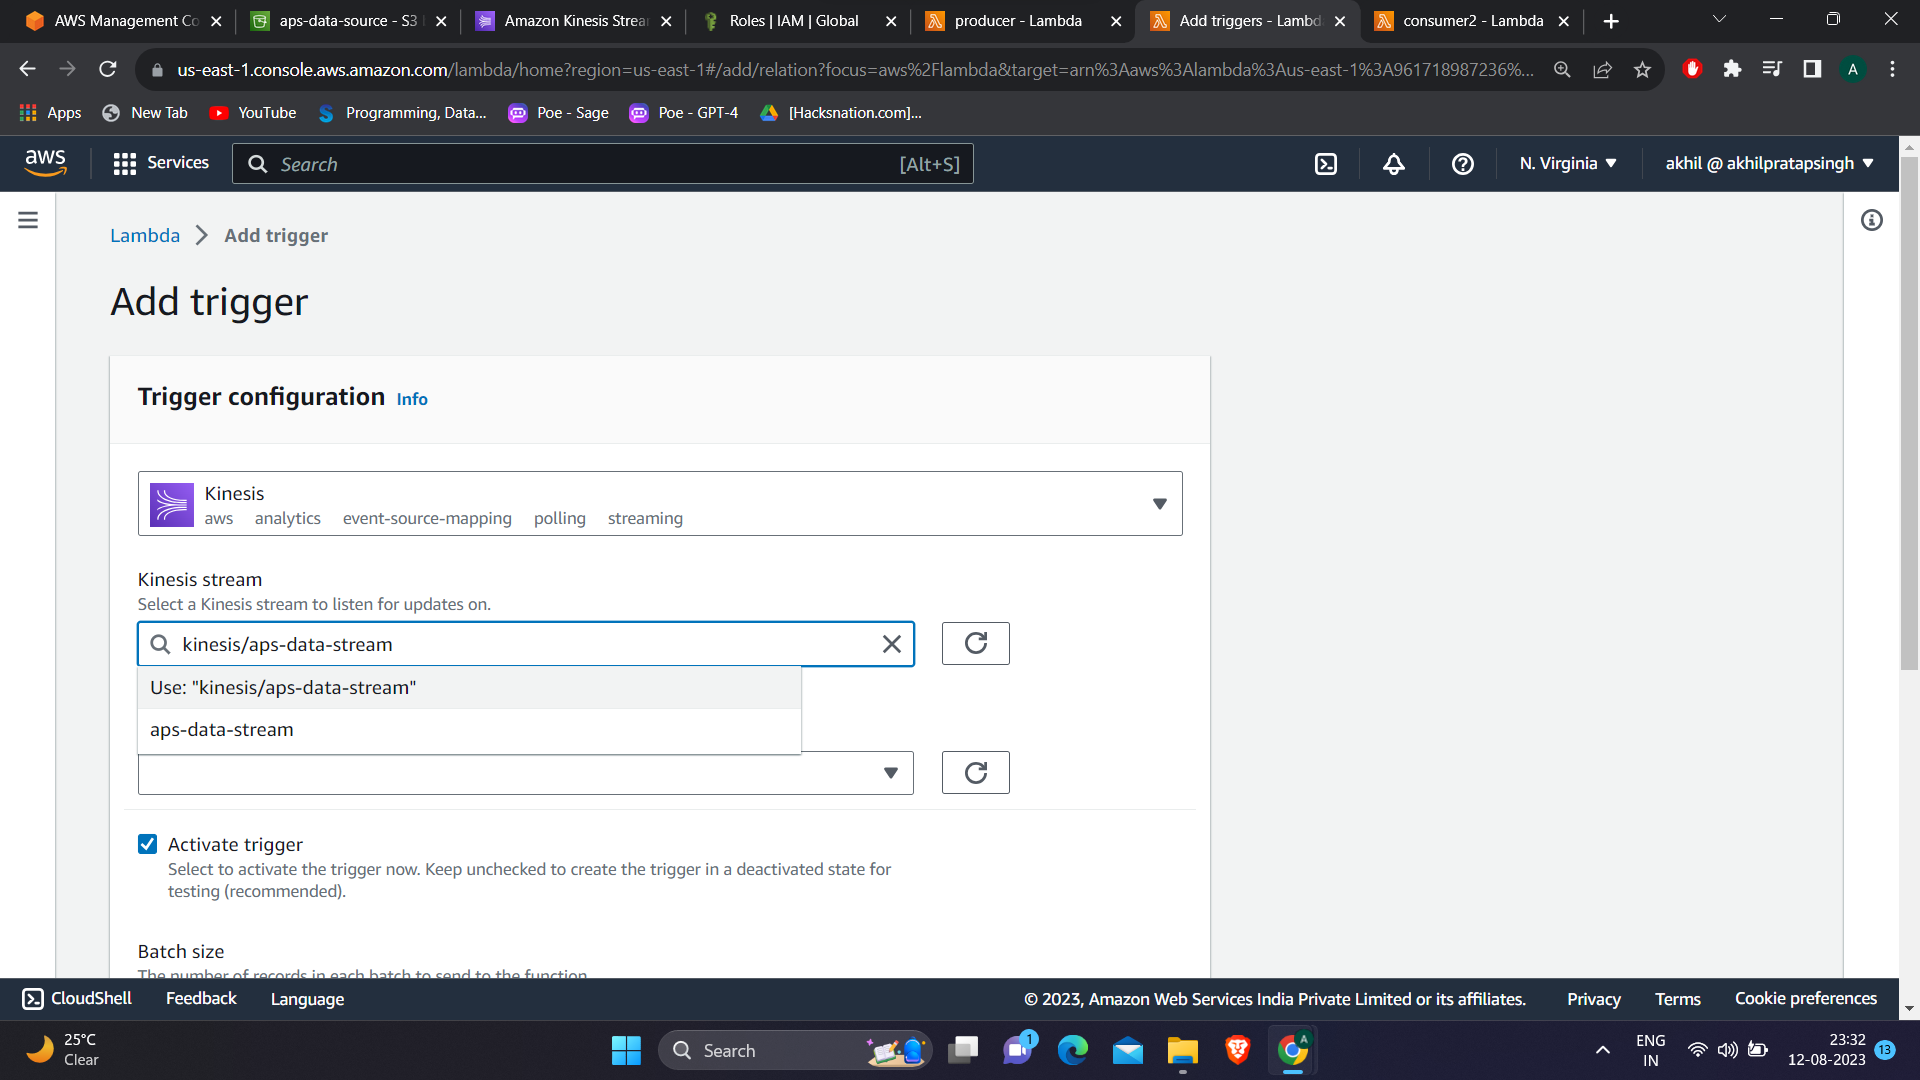 AWS Management Co
aps-data-source - S3
Amazon Kinesis Strea
Roles | IAM | Global
producer - Lambda
Add triggers - Lambd
consumer2 - Lambda
us-east-1.console.aws.amazon.com/lambda/home?region=us-east-1#/add/relation?focus=aws%2Flambda&target=arn%3Aaws%3Alambda%3Aus-east-1%3A961718987236%...
A
Apps
New Tab
YouTube
Programming, Data...
Poe - Sage
Poe - GPT-4
[Hacksnation.com]...
aws
Services
Search
[Alt+S]
N. Virginia
akhil @ akhilpratapsingh
Lambda
Add trigger
Add trigger
Trigger configuration Info
Kinesis
aws analytics event-source-mapping polling streaming
Kinesis stream
Select a Kinesis stream to listen for updates on.
kinesis/aps-data-stream
Use: "kinesis/aps-data-stream"
aps-data-stream
Activate trigger
Select to activate the trigger now. Keep unchecked to create the trigger in a deactivated state for
testing (recommended).
Batch size
The number of records in each batch to send to the function.
CloudShell
Feedback
Language
© 2023, Amazon Web Services India Private Limited or its affiliates.
Privacy
Terms
Cookie preferences
25°C
Clear
Search
1
A
ENG
IN
23:32
12-08-2023
13